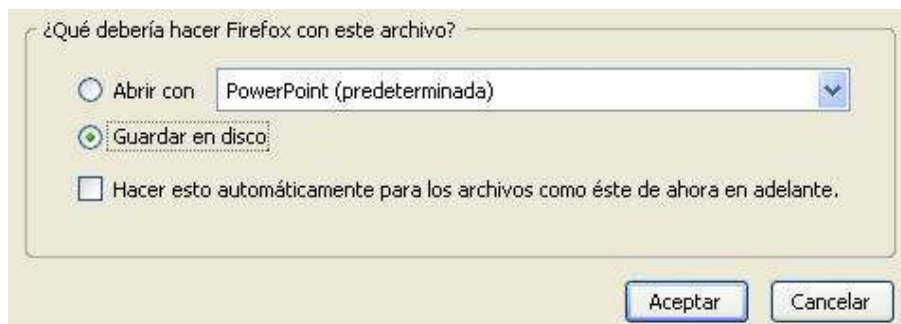 ¿Qué debería hacer Firefox con este archivo?
Abrir con PowerPoint (predeterminada)
Guardar en disco
Hacer esto automáticamente para los archivos como éste de ahora en adelante.
Aceptar Cancelar